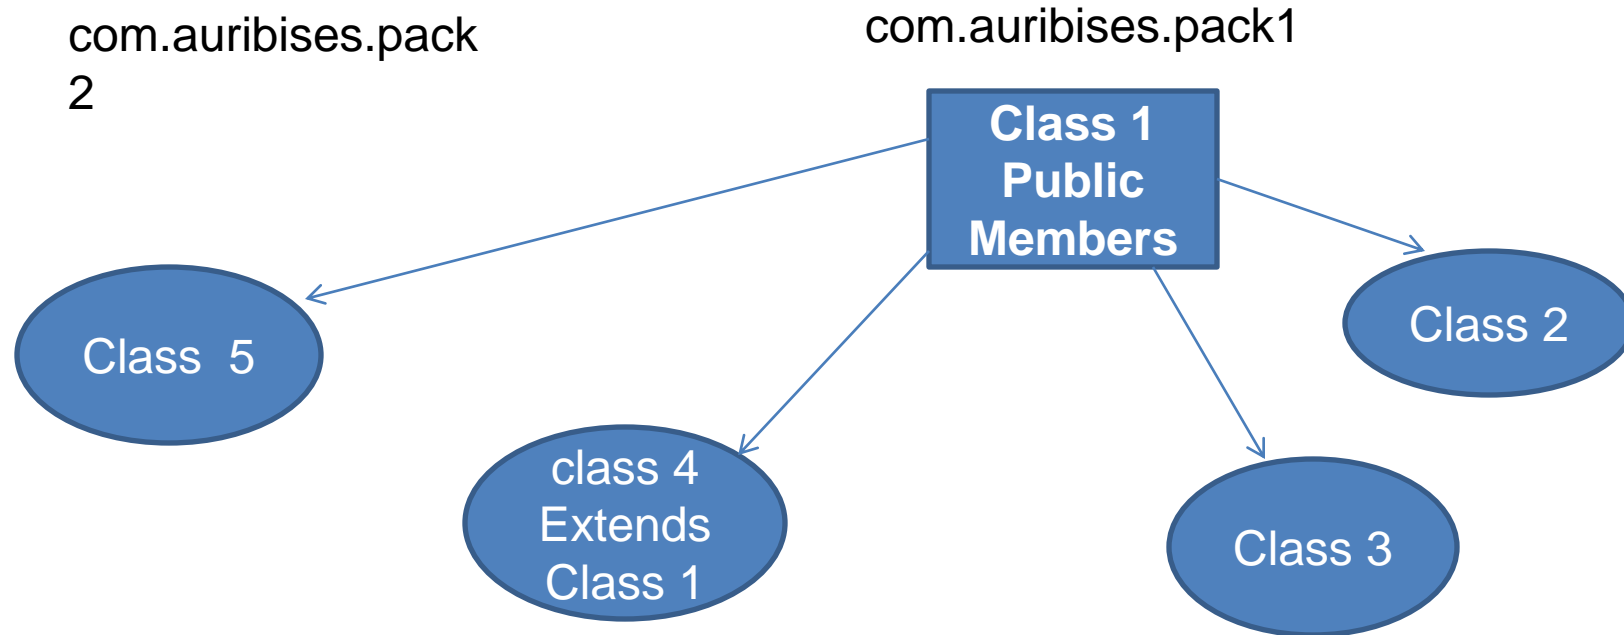 com.auribises.pack
2
com.auribises.pack1
Class 1
Public
Members
Class  5
class 4
Extends
Class 1
Class 3
Class 2